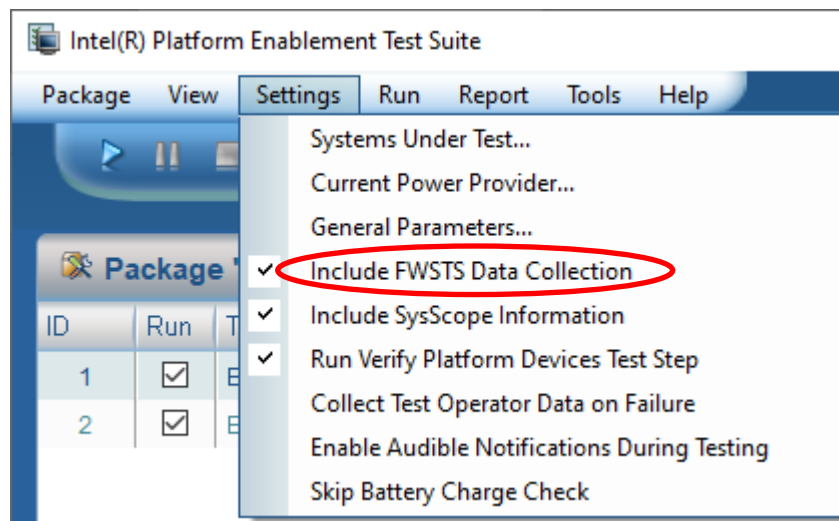 Intel(R) Platform Enablement Test Suite
Package View Settings Run Report Tools Help
Systems Under Test...
Current Power Provider...
General Parameters...
Package '
Include FWSTS Data Collection
ID Run T
Include SysScope Information
1 E
Run Verify Platform Devices Test Step
Collect Test Operator Data on Failure
2 E
Enable Audible Notifications During Testing
Skip Battery Charge Check